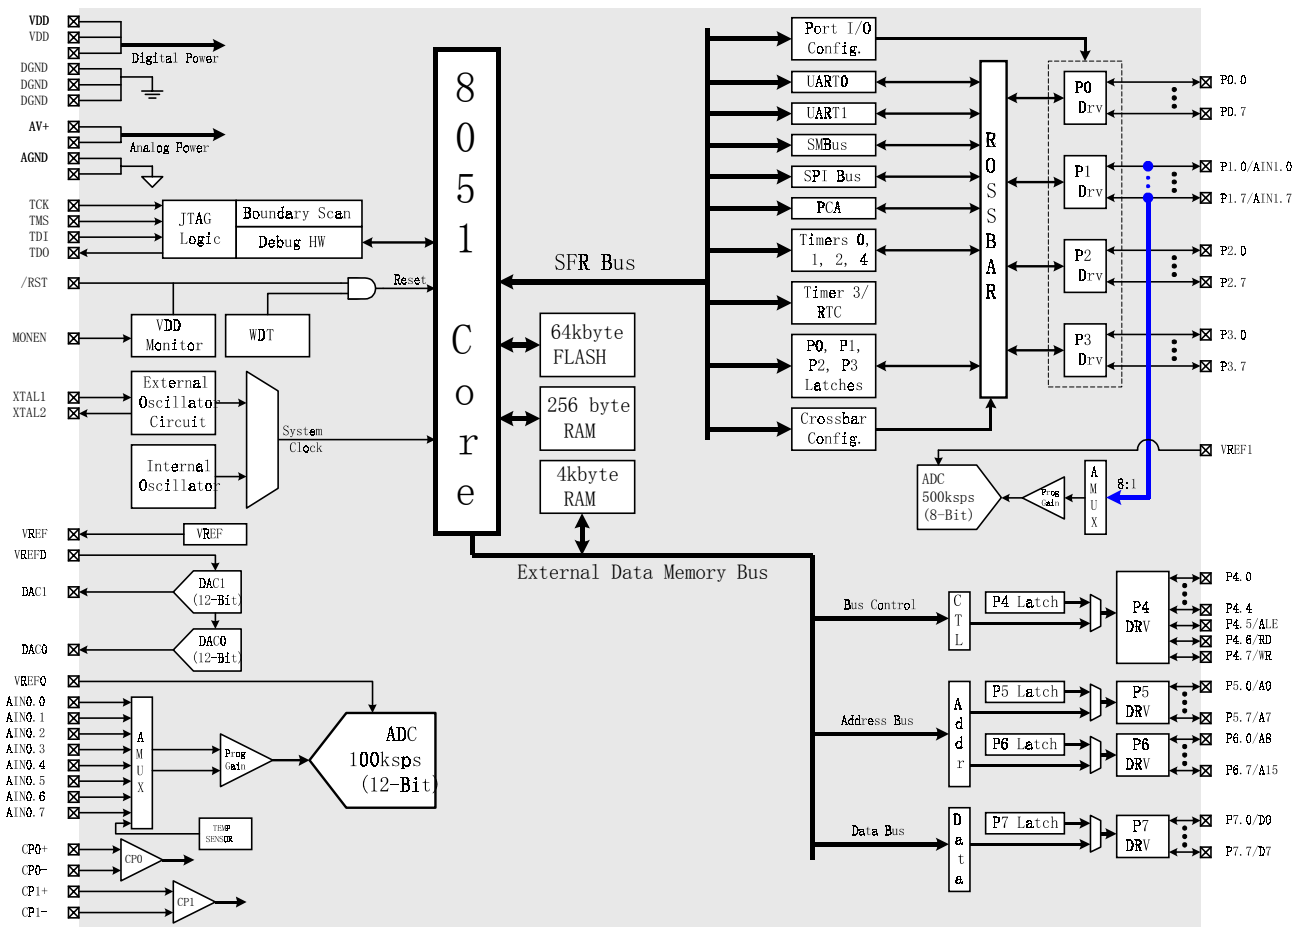 VDD
VDD
Digital Power
DGND
DGND
DGND
AV+
Analog Power
AGND
TCK
TMS
TDI
TDO
JTAG
Logic
Boundary Scan
Debug HW
/RST
Reset
MONEN
VDD
Monitor
WDT
XTAL1
XTAL2
External
Oscillator
Circuit
System
Clock
Internal
Oscillator
VREF
VREF
VREFD
DAC1
DAC1
(12-Bit)
DAC0
DAC0
(12-Bit)
VREF0
AIN0.0
AIN0.1
AIN0.2
AIN0.3
AIN0.4
AIN0.5
AIN0.6
AIN0.7
AMUX
Prog
Gain
ADC
100ksps
(12-Bit)
TEMP
SENSOR
CP0+
CP0-
CP0
CP1+
CP1-
CP1
8051 Core
SFR Bus
64kbyte
FLASH
256 byte
RAM
4kbyte
RAM
External Data Memory Bus
Port I/O
Config.
UART0
UART1
SMBus
SPI Bus
PCA
Timers 0,
1, 2, 4
Timer 3/
RTC
P0, P1,
P2, P3
Latches
Crossbar
Config.
ROSSBAR
P0
Drv
P1
Drv
P2
Drv
P3
Drv
P0.0
P0.7
P1.0/AIN1.0
P1.7/AIN1.7
P2.0
P2.7
P3.0
P3.7
VREF1
ADC
500ksps
(8-Bit)
Prog
Gain
AMUX
8:1
Bus Control
CTL
P4 Latch
P4
DRV
P4.0
P4.4
P4.5/ALE
P4.6/RD
P4.7/WR
Address Bus
Addr
P5 Latch
P5
DRV
P5.0/A0
P5.7/A7
P6 Latch
P6
DRV
P6.0/A8
P6.7/A15
Data Bus
Data
P7 Latch
P7
DRV
P7.0/D0
P7.7/D7